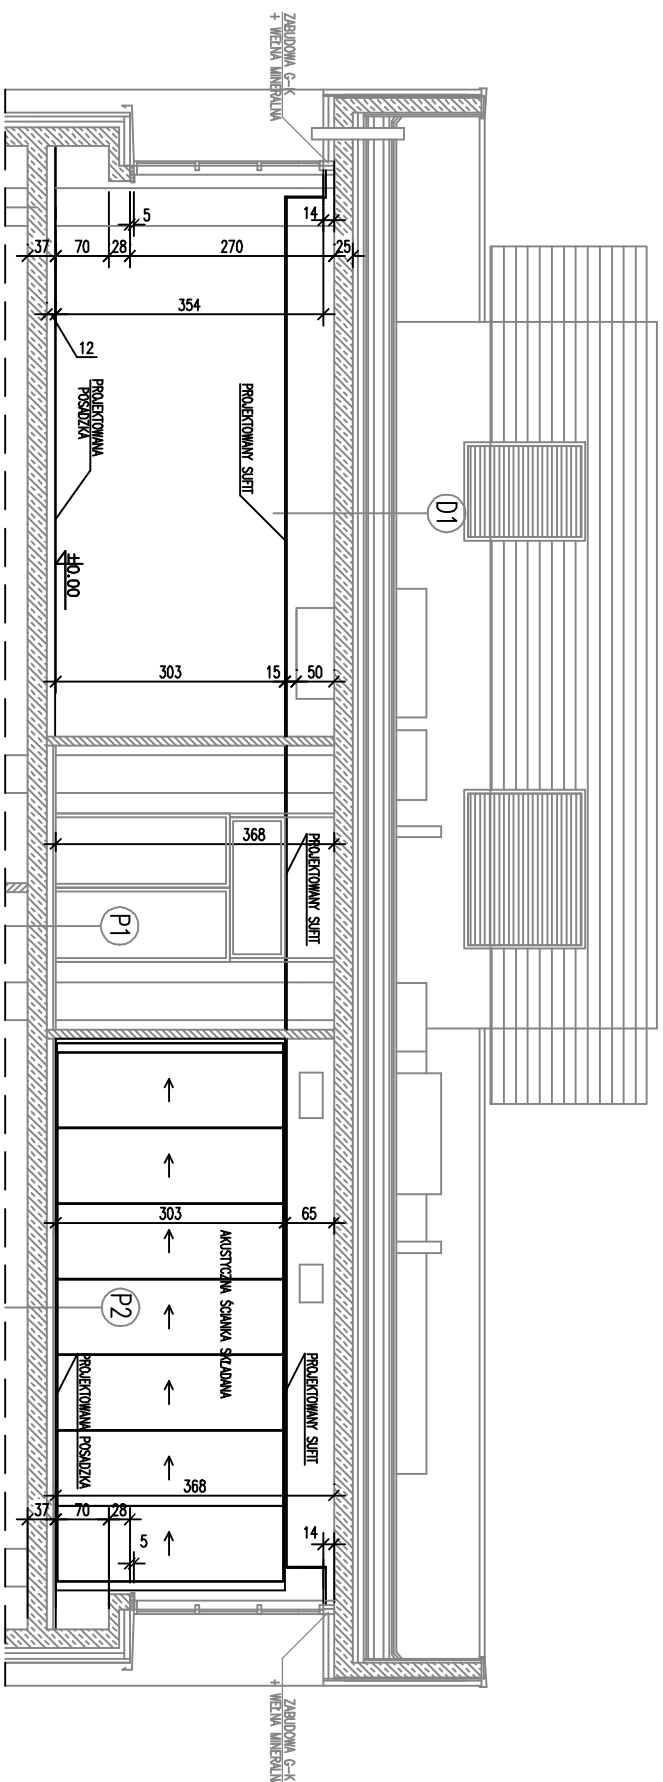 ZABUDOWA G-K
+ WEŁNA MINERALNA
14
5
37
70
28
270
25
354
12
PROJEKTOWANA
POSADZKA
PROJEKTOWANY SUFIT
D1
±0.00
303
15
50
368
PROJEKTOWANY SUFIT
P1
303
65
AKUSTYCZNA ŚCIANKA SKŁADANA
P2
PROJEKTOWANA POSADZKA
PROJEKTOWANY SUFIT
368
37
70
28
5
14
ZABUDOWA G-K
+ WEŁNA MINERALN